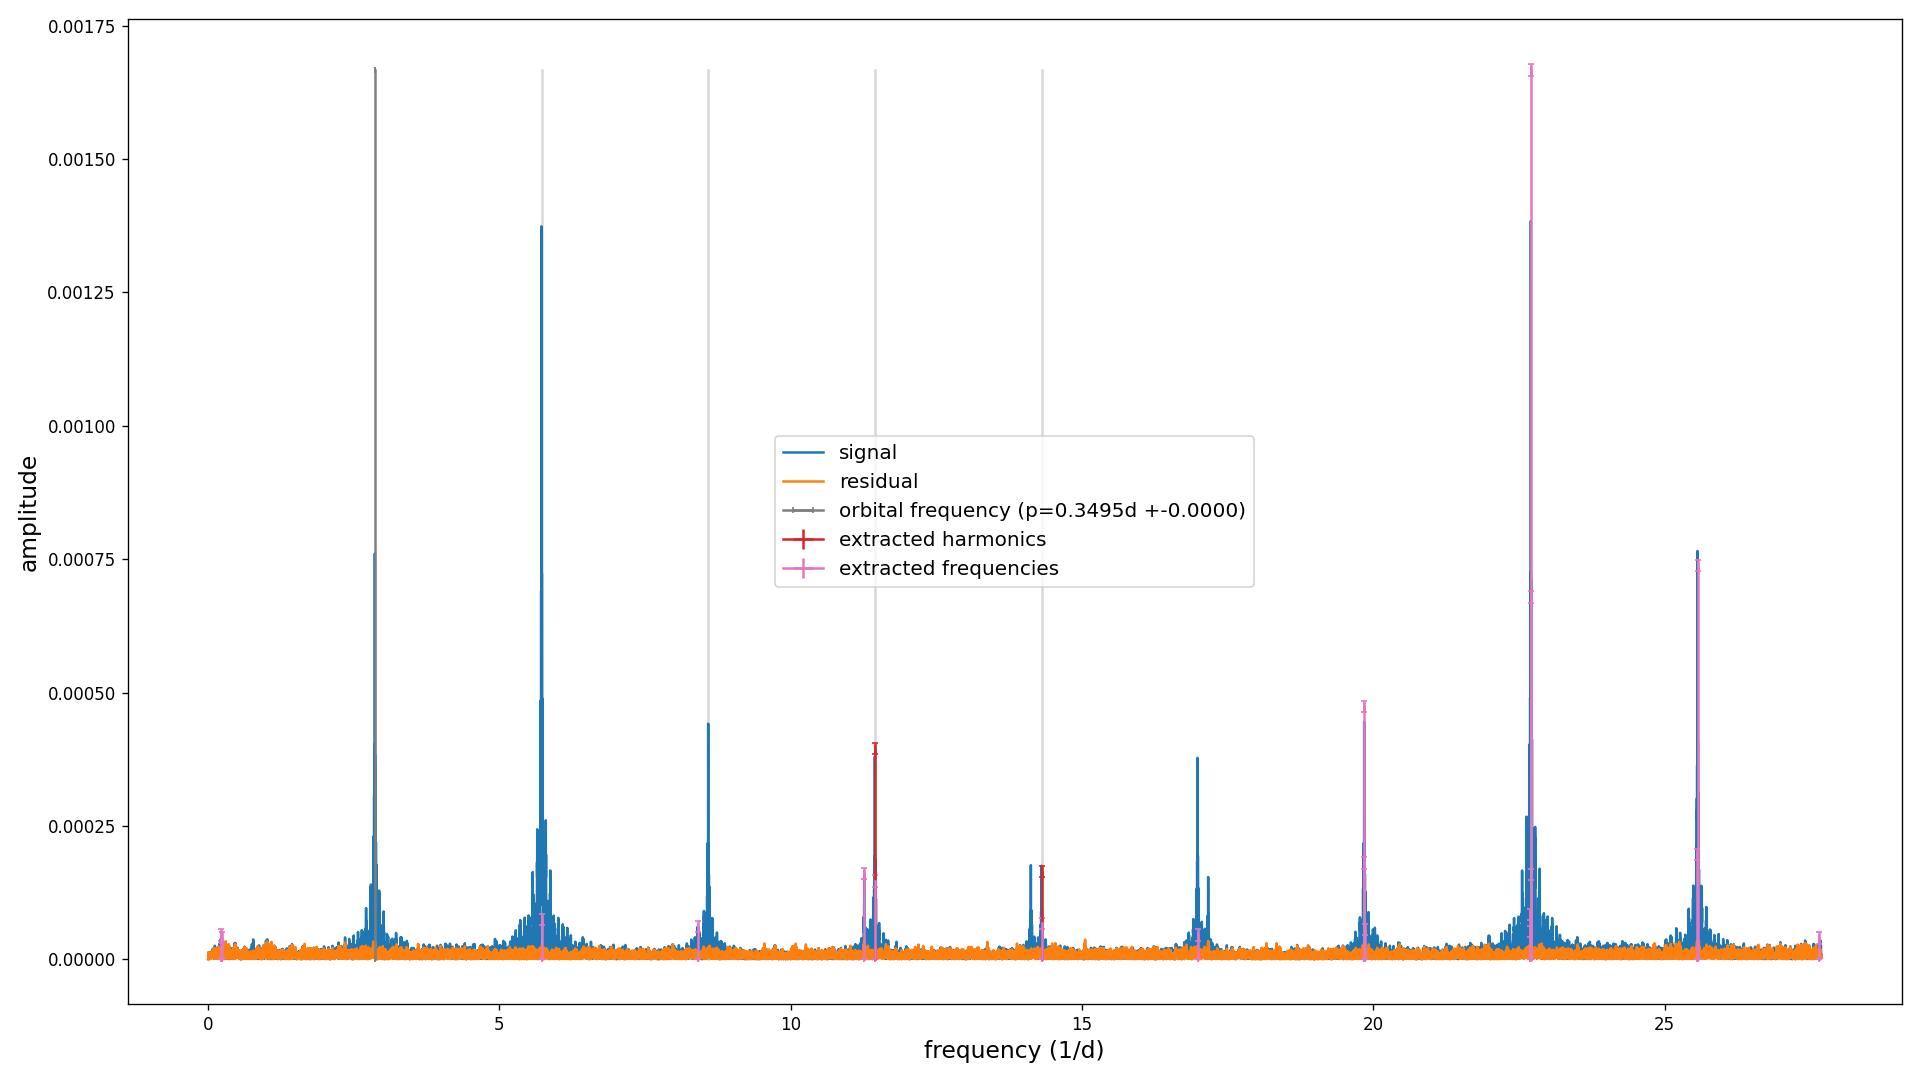 0.00175
0.00150
0.00125
0.00100
0.00075
0.00050
0.00025
0.00000
amplitude
signal
residual
orbital frequency (p=0.3495d +-0.0000)
extracted harmonics
extracted frequencies
0 5 10 15 20 25
frequency (1/d)